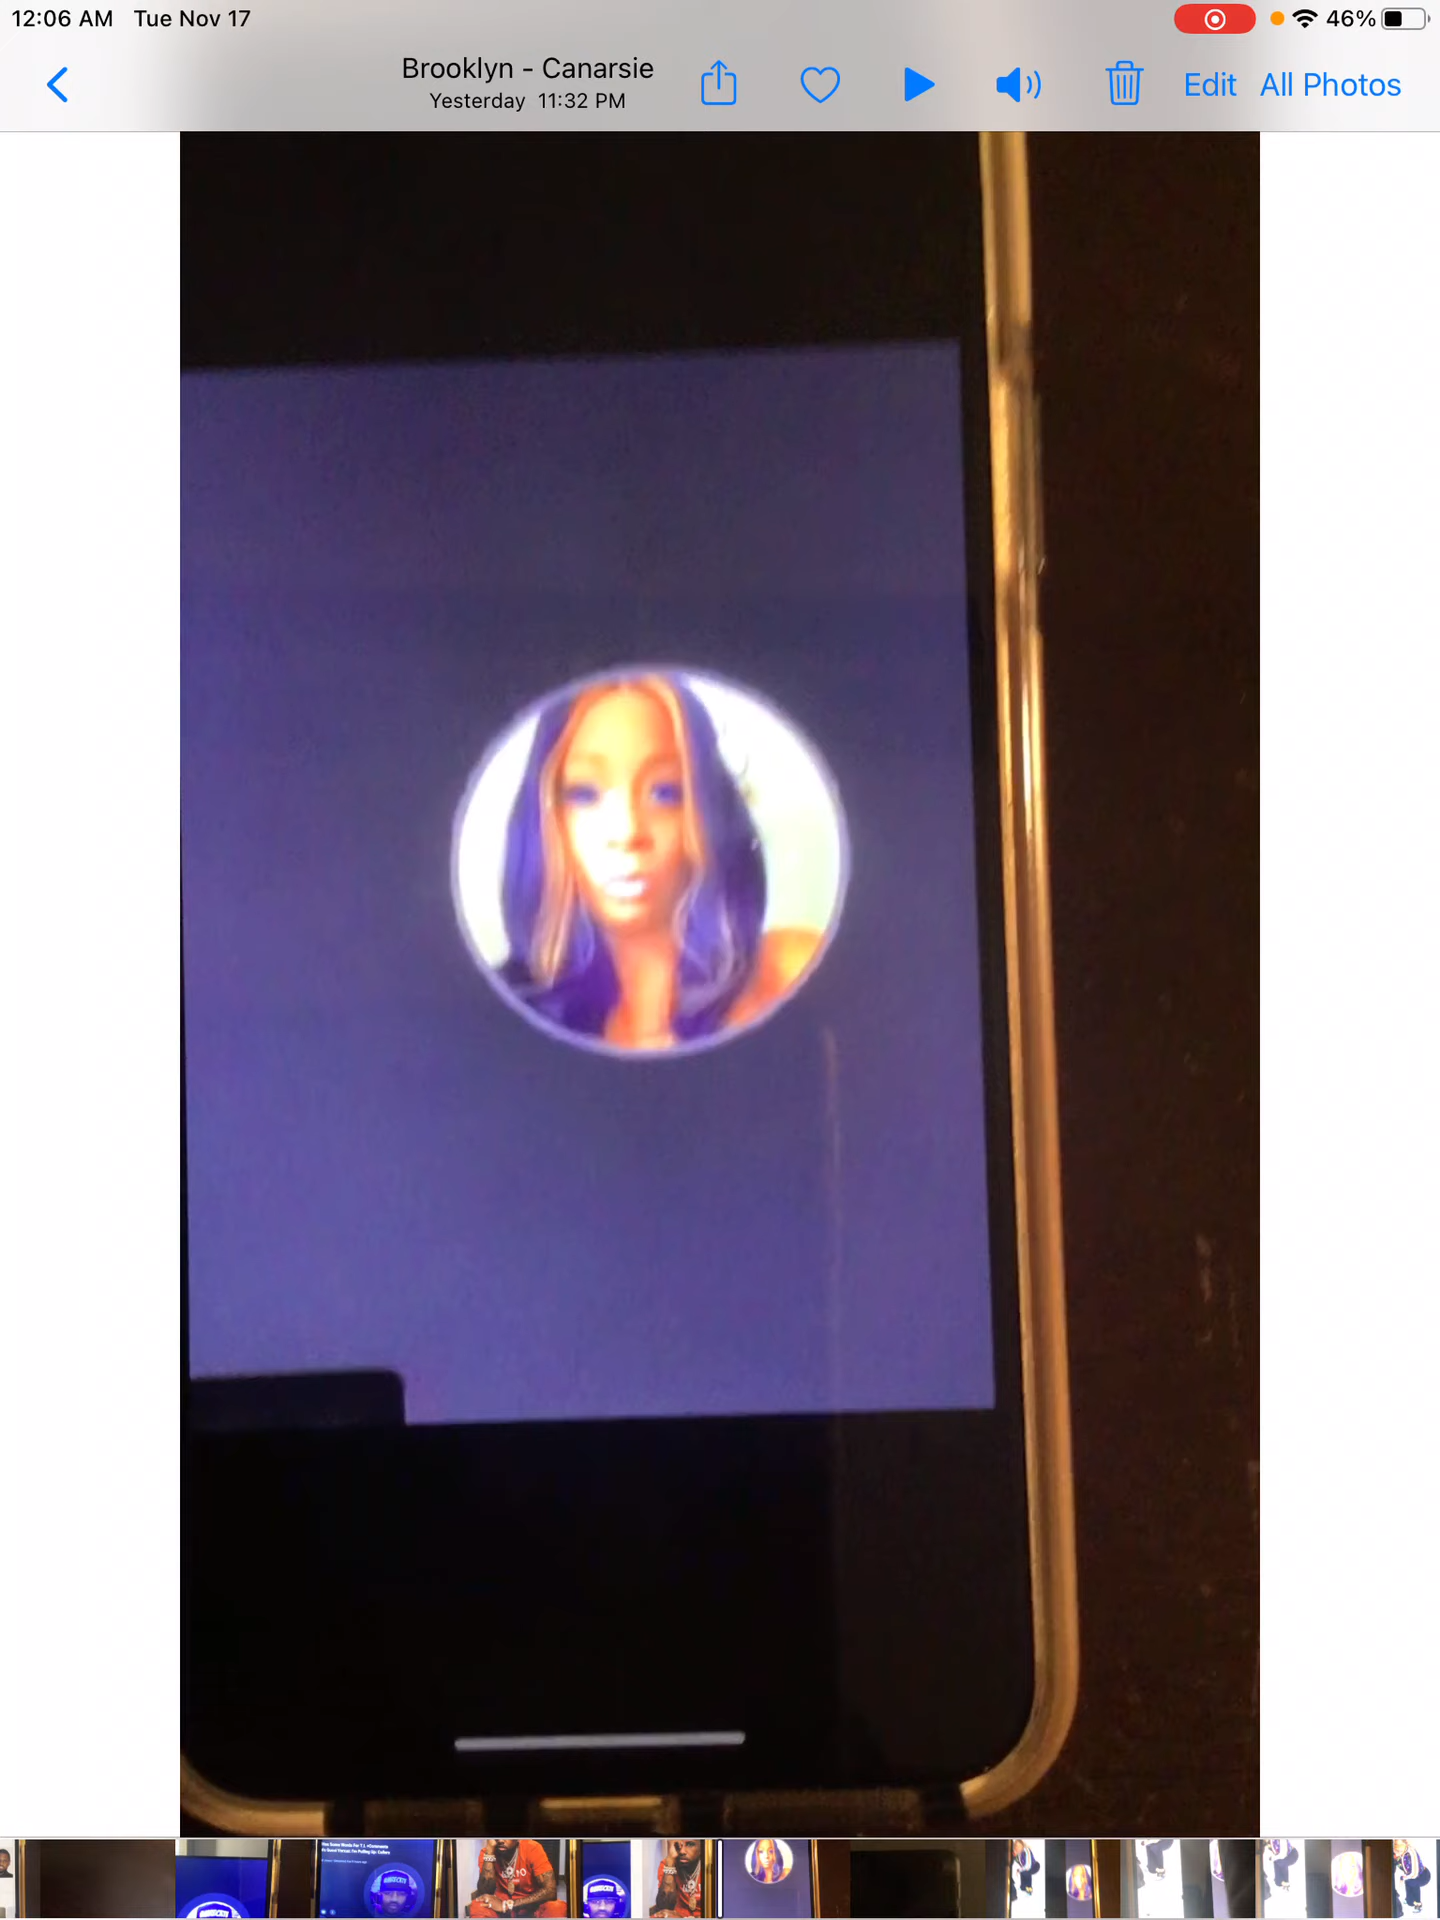 12:06 AM Tue Nov 17
46%
Brooklyn - Canarsie
Yesterday 11:32 PM
Edit All Photos